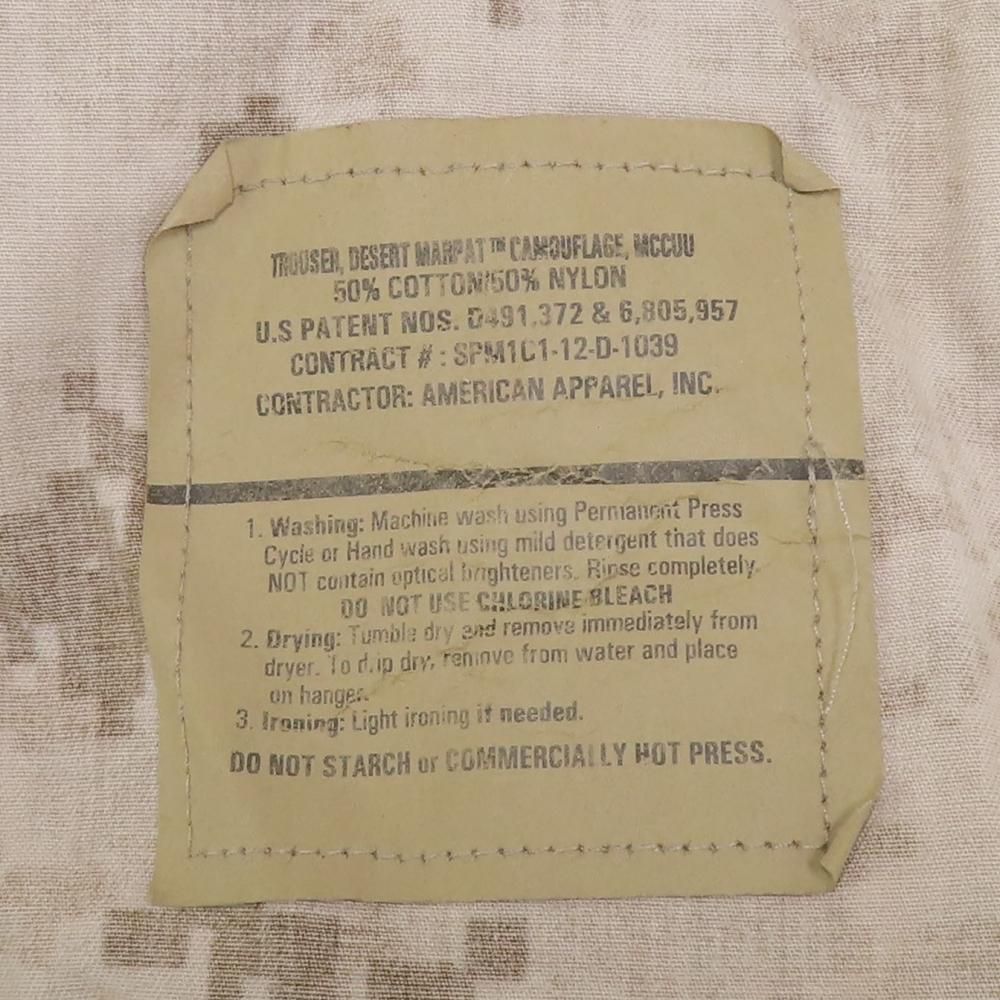 TROUSER, DESERT MARPAT™ CAMOUFLAGE, MCCUU
50% COTTON/50% NYLON
U.S PATENT NOS. D491,372 & 6,805,957
CONTRACT # : SPM1C1-12-D-1039
CONTRACTOR: AMERICAN APPAREL, INC.
1. Washing: Machine wash using Permanent Press
Cycle or Hand wash using mild detergent that does
NOT contain optical brighteners. Rinse completely.
DO NOT USE CHLORINE BLEACH
2. Drying: Tumble dry and remove immediately from
dryer. To drip dry, remove from water and place
on hanger.
3. Ironing: Light ironing if needed.
DO NOT STARCH or COMMERCIALLY HOT PRESS.